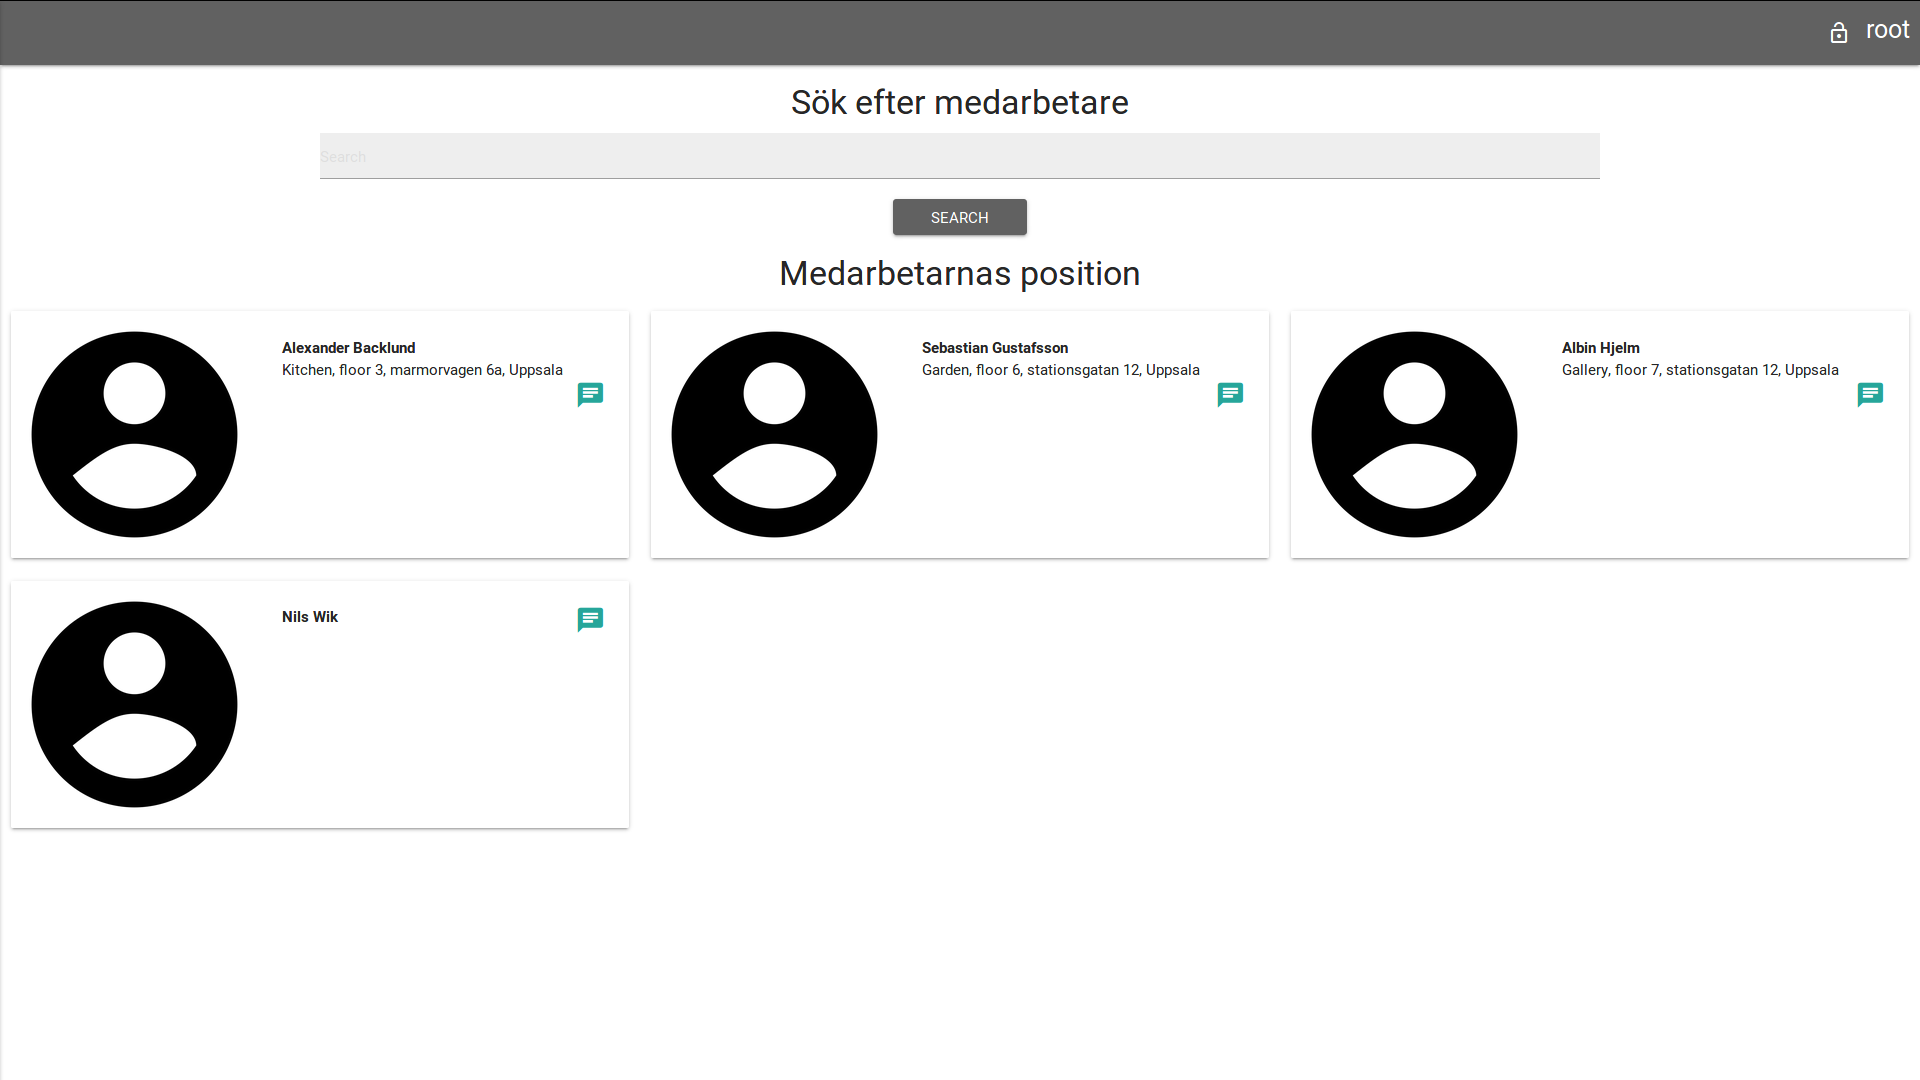 root
Sök efter medarbetare
Search
SEARCH
Medarbetarnas position
Alexander Backlund
Kitchen, floor 3, marmorvagen 6a, Uppsala
Sebastian Gustafsson
Garden, floor 6, stationsgatan 12, Uppsala
Albin Hjelm
Gallery, floor 7, stationsgatan 12, Uppsala
Nils Wik